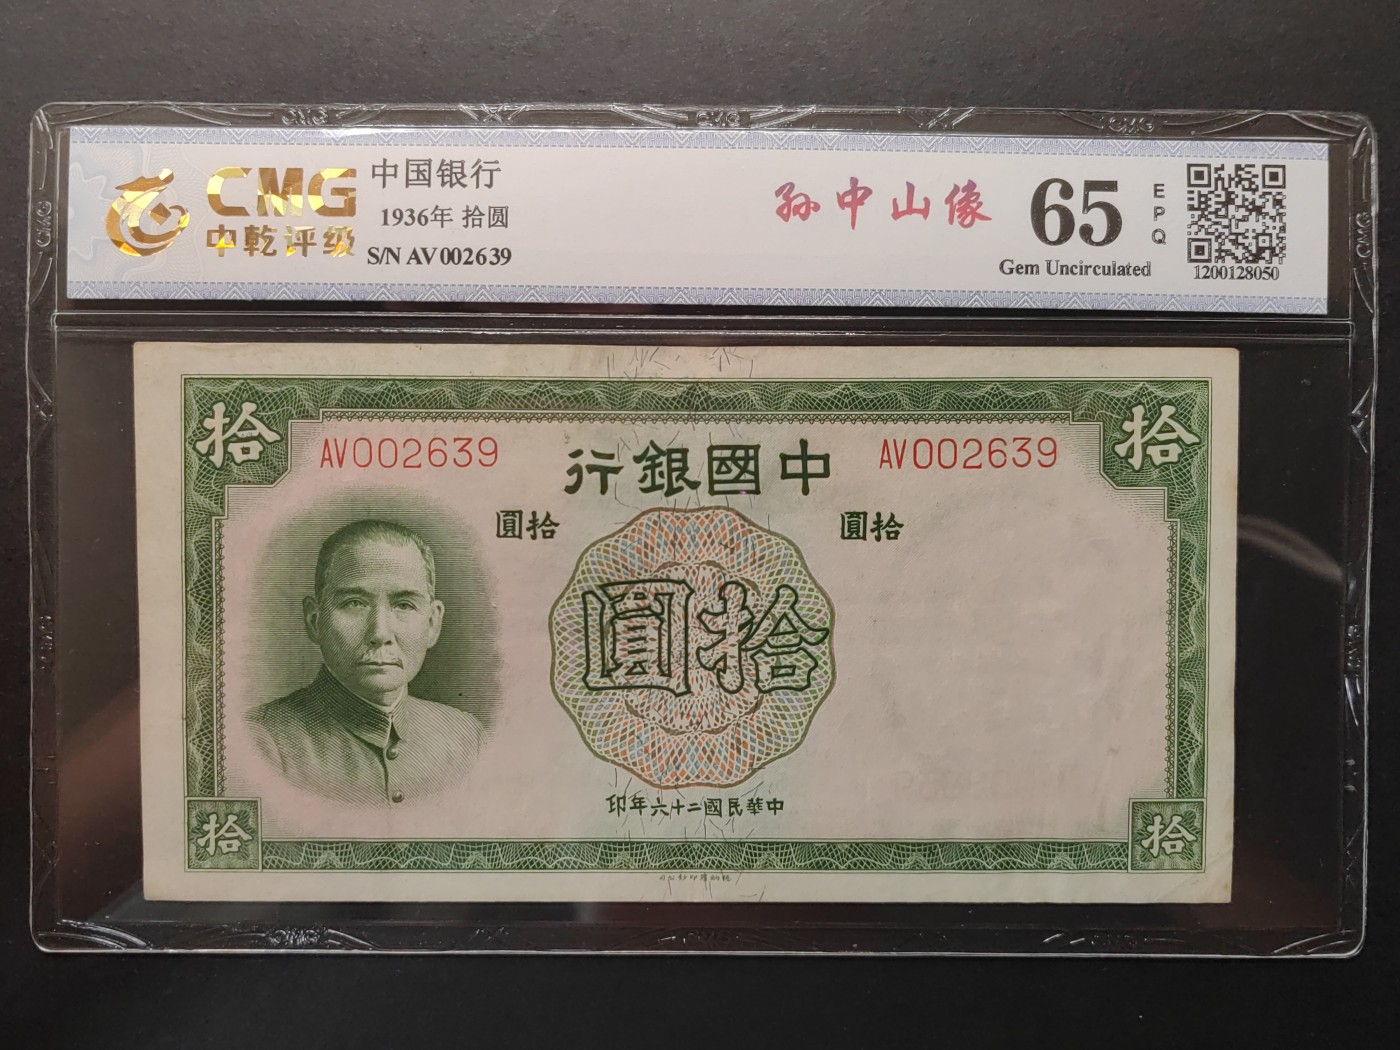 CMG
中乾评级
中国银行
1936年 拾圆
S/N AV002639
孙中山像
65
EPQ
Gem Uncirculated
1200128050
拾
拾
AV002639
行銀國中
AV002639
圓拾
圓拾
圓拾
印年六十二國民華中
拾
拾